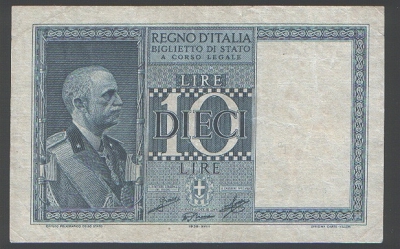 REGNO D'ITALIA
BIGLIETTO DI STATO
A CORSO LEGALE
LIRE
10
DIECI
LIRE